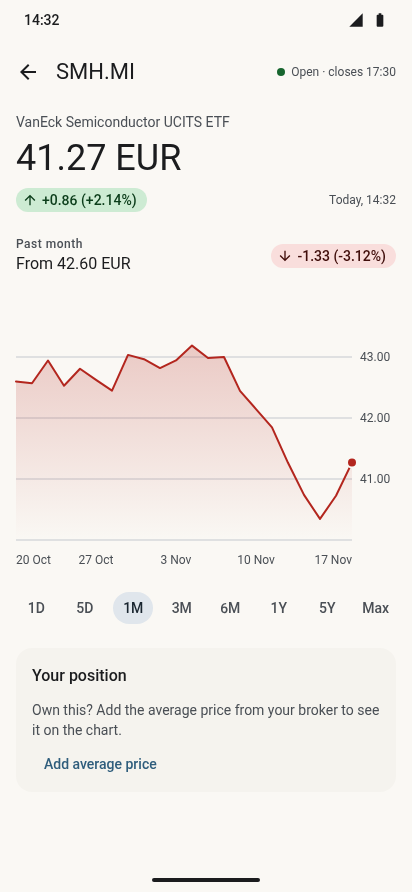 14:32
SMH.MI
Open · closes 17:30
VanEck Semiconductor UCITS ETF
41.27 EUR
+0.86 (+2.14%)
Today, 14:32
Past month
From 42.60 EUR
-1.33 (-3.12%)
43.00
42.00
41.00
20 Oct 27 Oct 3 Nov 10 Nov 17 Nov
1D 5D 1M 3M 6M 1Y 5Y Max
Your position
Own this? Add the average price from your broker to see
it on the chart.
Add average price